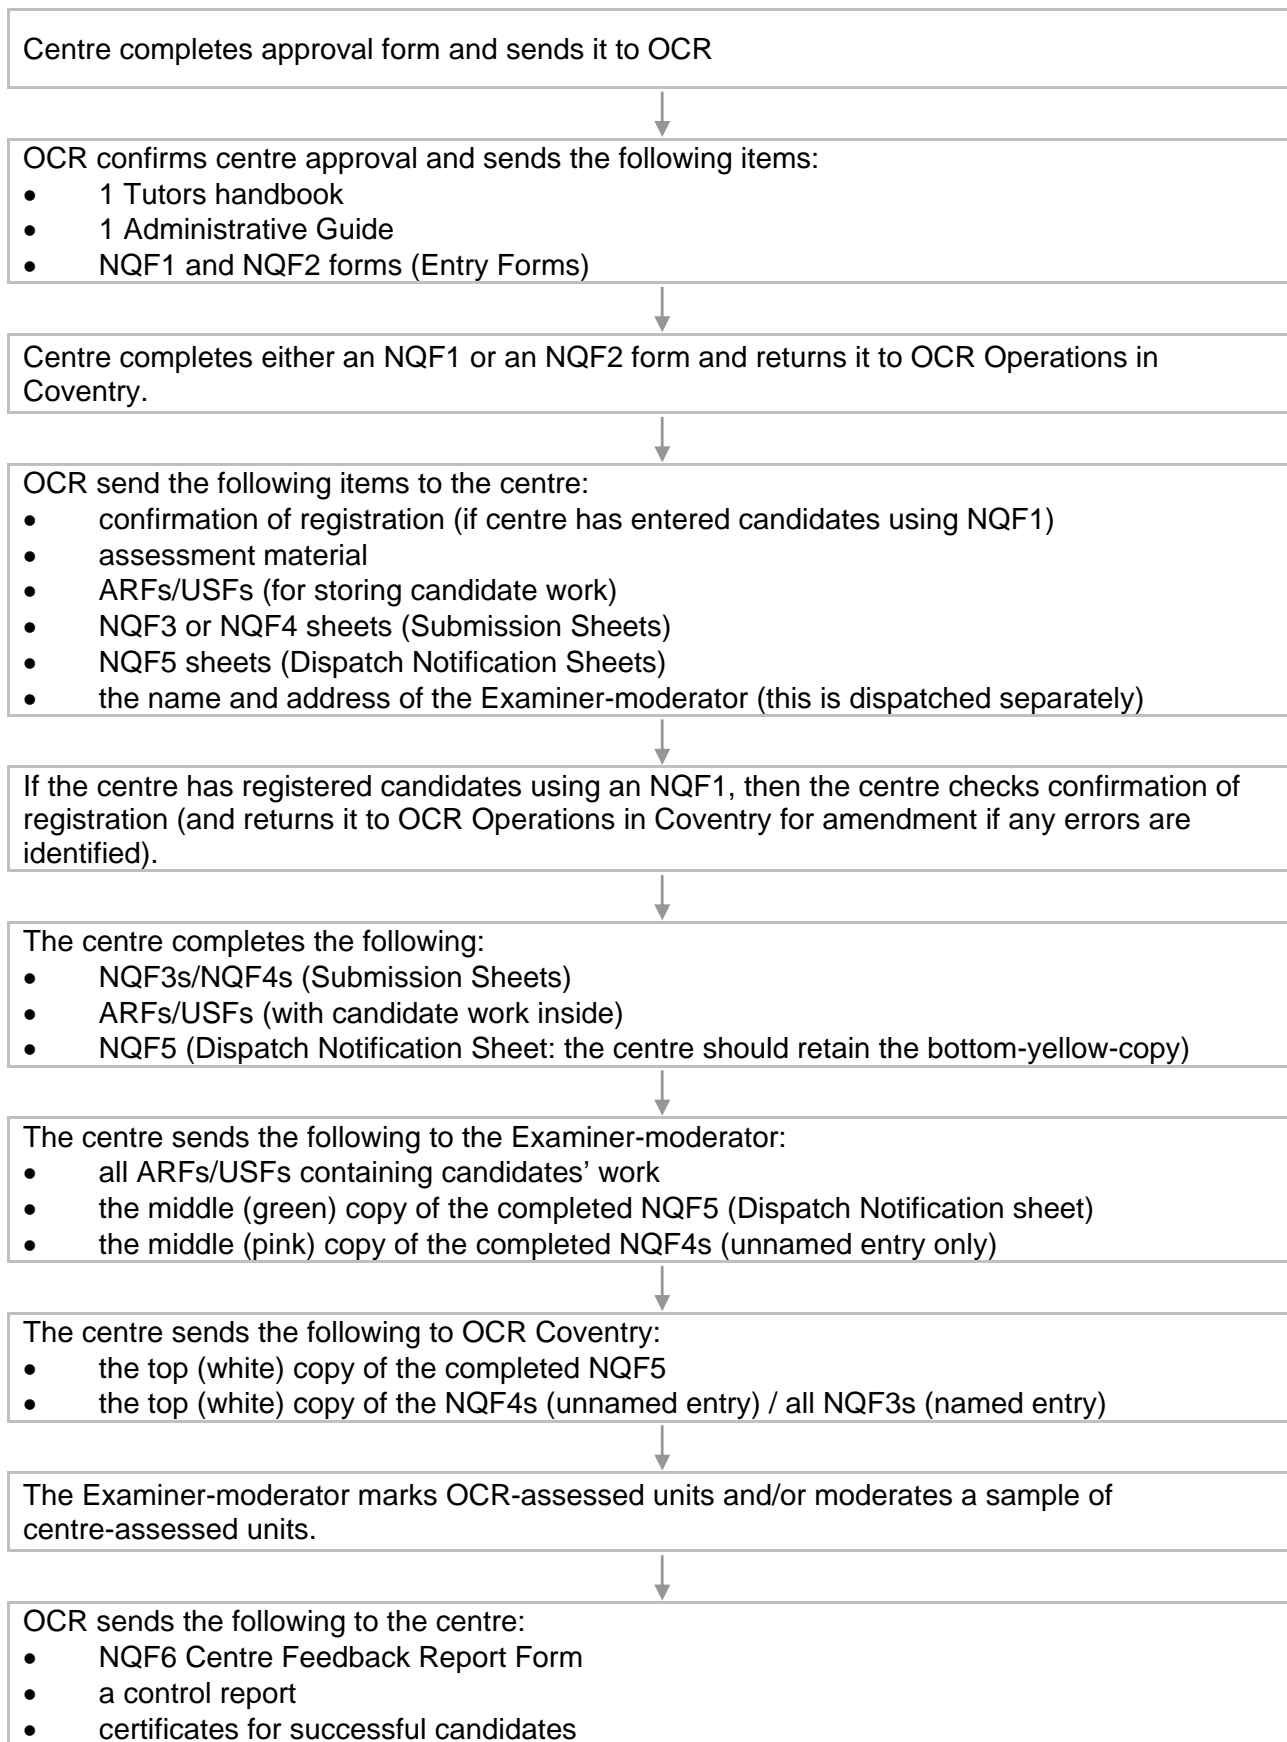 Centre completes approval form and sends it to OCR
OCR confirms centre approval and sends the following items:
• 1 Tutors handbook
• 1 Administrative Guide
• NQF1 and NQF2 forms (Entry Forms)
Centre completes either an NQF1 or an NQF2 form and returns it to OCR Operations in
Coventry.
OCR send the following items to the centre:
• confirmation of registration (if centre has entered candidates using NQF1)
• assessment material
• ARFs/USFs (for storing candidate work)
• NQF3 or NQF4 sheets (Submission Sheets)
• NQF5 sheets (Dispatch Notification Sheets)
• the name and address of the Examiner-moderator (this is dispatched separately)
If the centre has registered candidates using an NQF1, then the centre checks confirmation of
registration (and returns it to OCR Operations in Coventry for amendment if any errors are
identified).
The centre completes the following:
• NQF3s/NQF4s (Submission Sheets)
• ARFs/USFs (with candidate work inside)
• NQF5 (Dispatch Notification Sheet: the centre should retain the bottom-yellow-copy)
The centre sends the following to the Examiner-moderator:
• all ARFs/USFs containing candidates’ work
• the middle (green) copy of the completed NQF5 (Dispatch Notification sheet)
• the middle (pink) copy of the completed NQF4s (unnamed entry only)
The centre sends the following to OCR Coventry:
• the top (white) copy of the completed NQF5
• the top (white) copy of the NQF4s (unnamed entry) / all NQF3s (named entry)
The Examiner-moderator marks OCR-assessed units and/or moderates a sample of
centre-assessed units.
OCR sends the following to the centre:
• NQF6 Centre Feedback Report Form
• a control report
• certificates for successful candidates